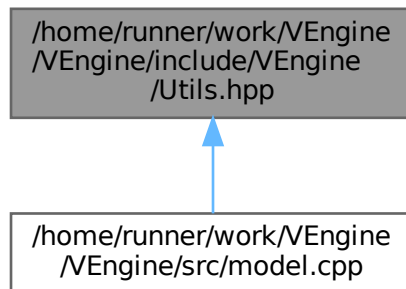 /home/runner/work/VEngine
/VEngine/include/VEngine
/Utils.hpp
/home/runner/work/VEngine
/VEngine/src/model.cpp